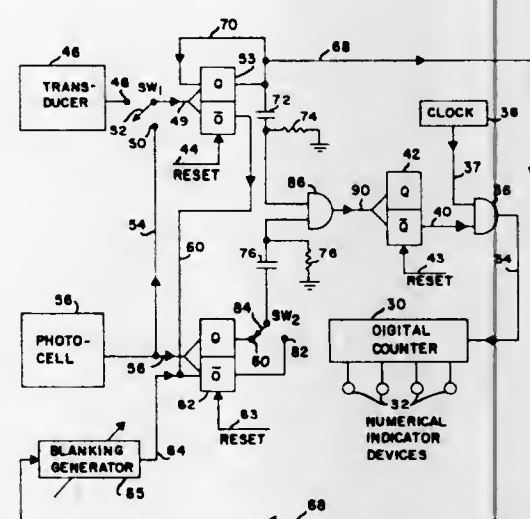 70
46
53
68
TRANS-
DUCER
48
SW1
Q
52
49
Q
50
72
74
CLOCK
38
44
RESET
86
42
37
Q
36
54
60
90
Q
40
34
76
78
43
RESET
56
84
SW2
30
PHOTO-
CELL
Q
60
82
DIGITAL
COUNTER
56
Q
62
63
RESET
32
NUMERICAL
INDICATOR
DEVICES
BLANKING
GENERATOR
64
65
68